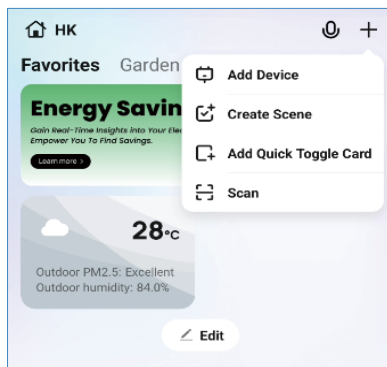 HK
Favorites Garden
Add Device
Create Scene
Add Quick Toggle Card
Scan
Energy Savin
Gain Real-Time Insights into Your Ele
Empower You To Find Savings.
Learn more >
28°C
Outdoor PM2.5: Excellent
Outdoor humidity: 84.0%
Edit